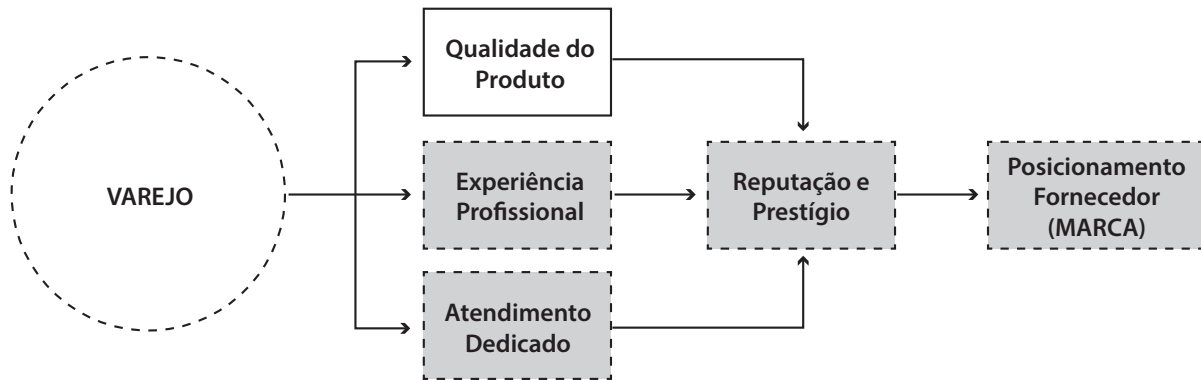 VAREJO
Qualidade do
Produto
Experiência
Profissional
Atendimento
Dedicado
Reputação e
Prestígio
Posicionamento
Fornecedor
(MARCA)